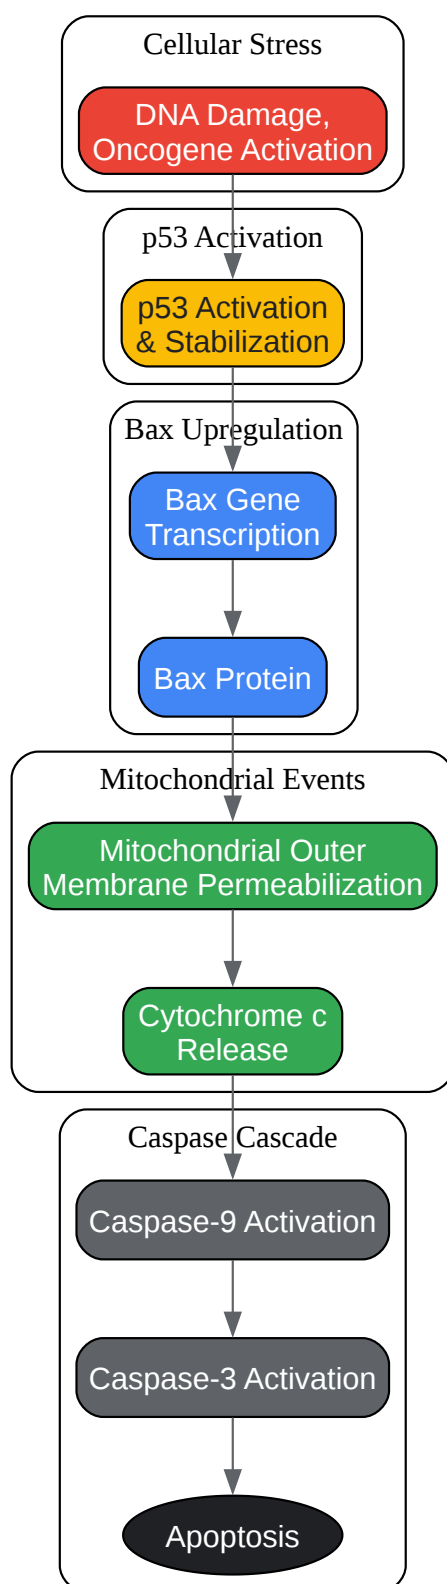 Cellular Stress
DNA Damage,
Oncogene Activation
p53 Activation
p53 Activation
& Stabilization
Bax Upregulation
Bax Gene
Transcription
Bax Protein
Mitochondrial Events
Mitochondrial Outer
Membrane Permeabilization
Cytochrome c
Release
Caspase Cascade
Caspase-9 Activation
Caspase-3 Activation
Apoptosis